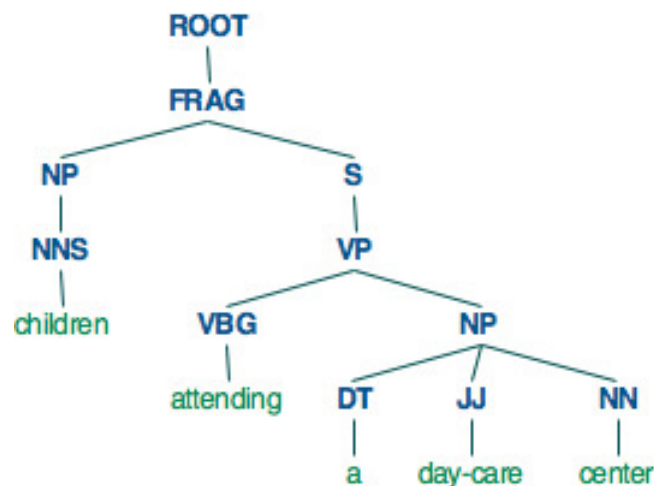 ROOT
FRAG
NP S
NNS VP
children VBG NP
attending DT JJ NN
a day-care center